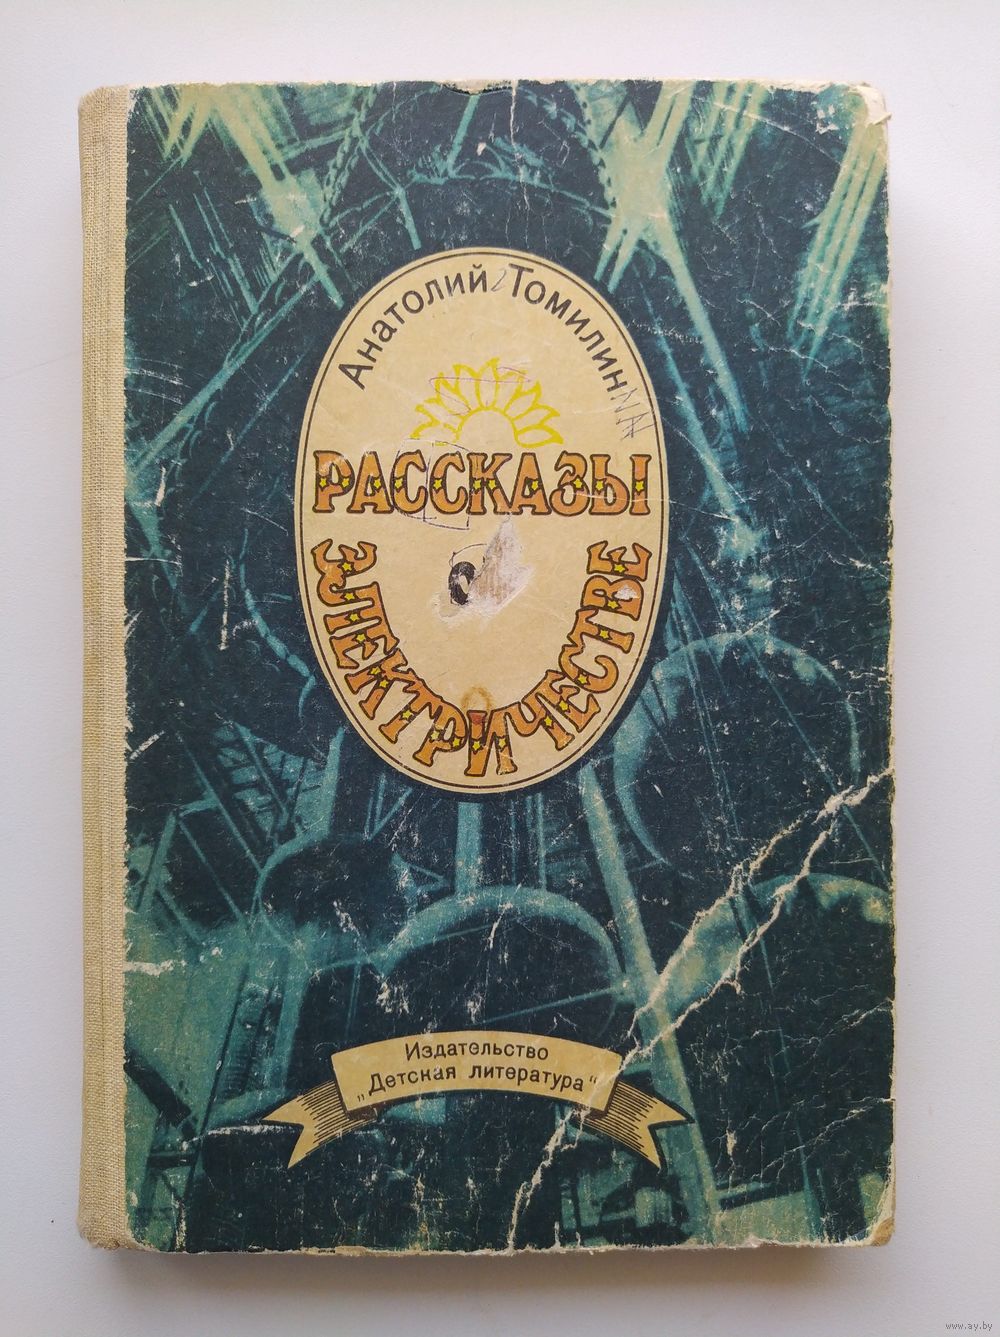 Анатолий Томилин
РАССКАЗЫ
О
ЭЛЕКТРИЧЕСТВЕ
Издательство
„Детская литература“
www.ay.by